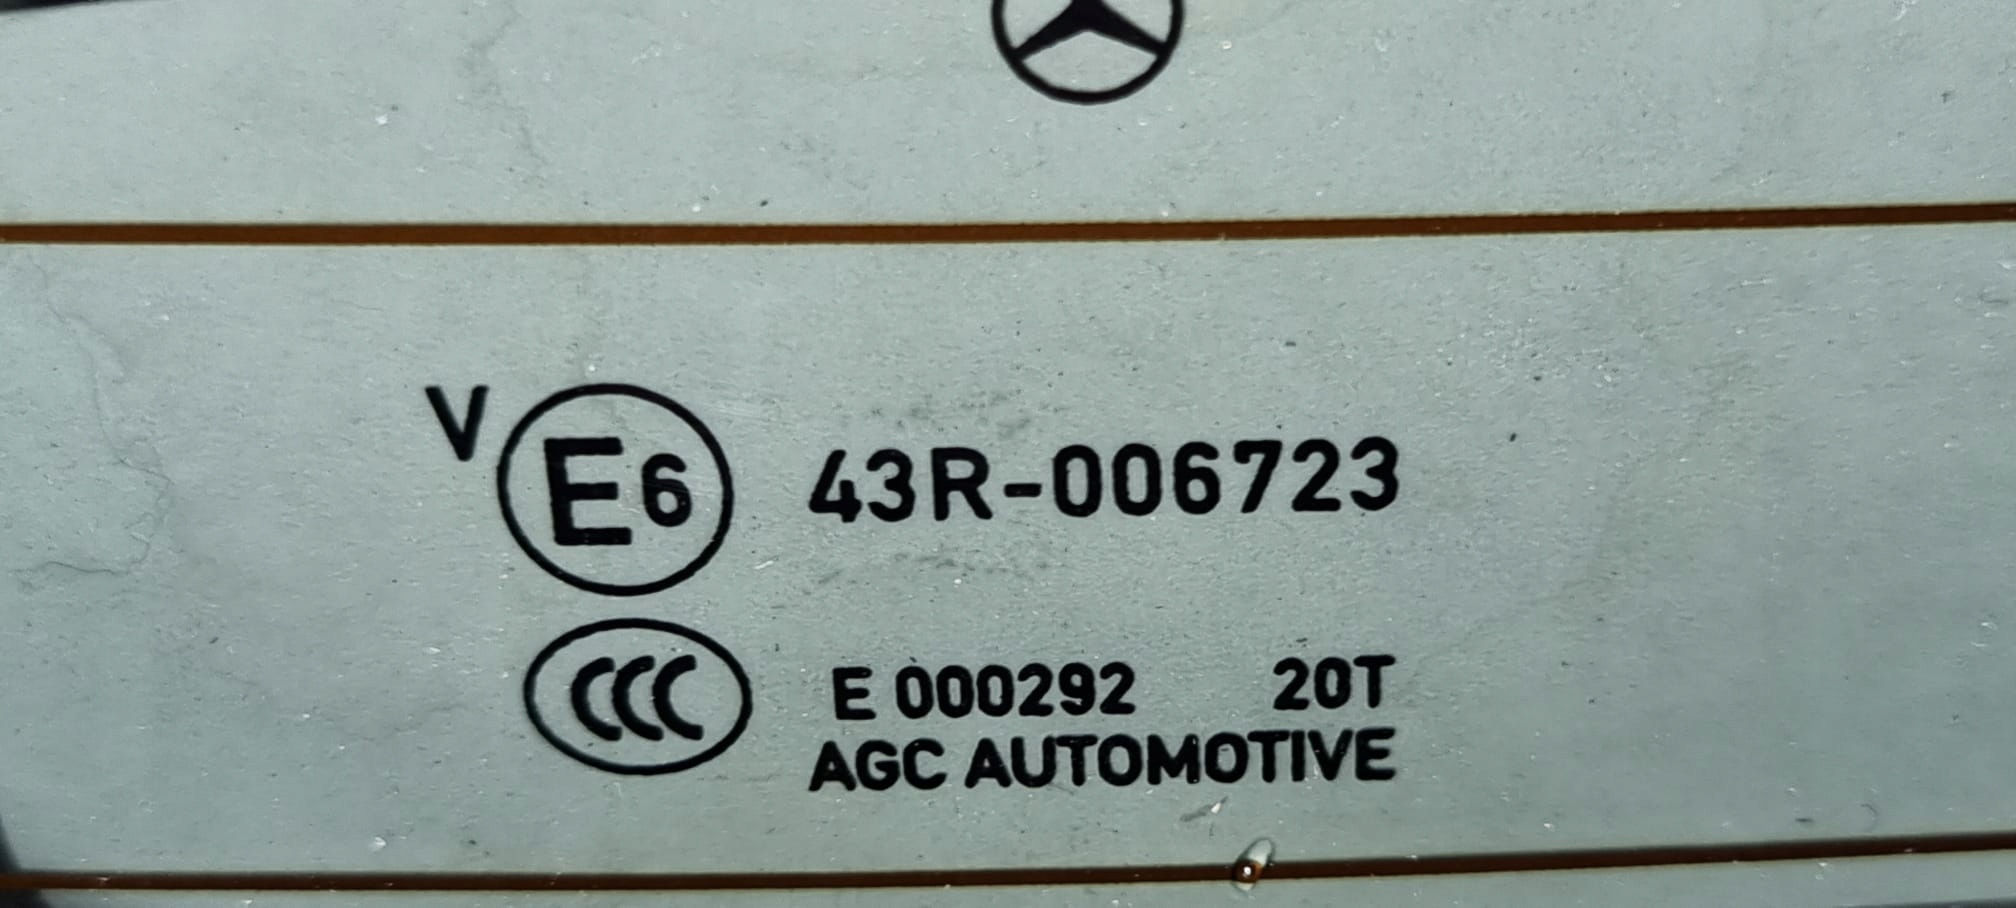 V E6 43R-006723
CCC E 000292 20T
AGC AUTOMOTIVE